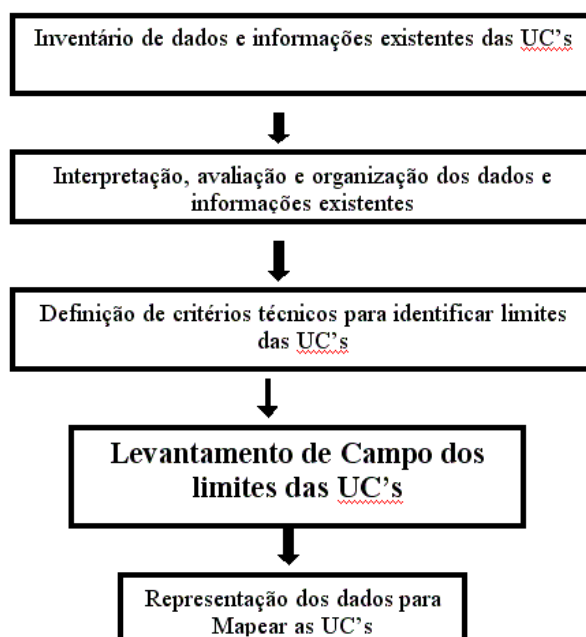 Inventário de dados e informações existentes das UC's
Interpretação, avaliação e organização dos dados e
informações existentes
Definição de critérios técnicos para identificar limites
das UC's
Levantamento de Campo dos
limites das UC's
Representação dos dados para
Mapear as UC's